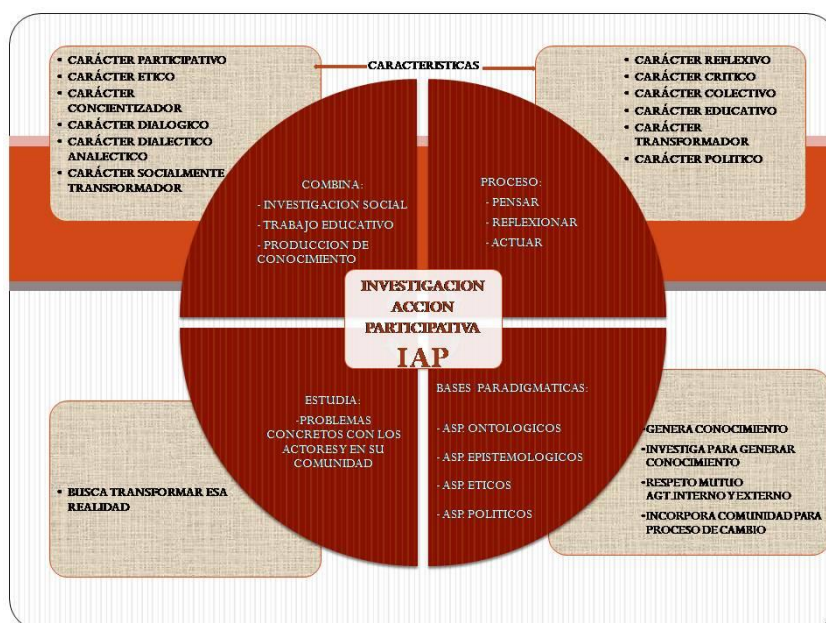 CARACTERISTICAS
• CARÁCTER PARTICIPATIVO
• CARÁCTER ETICO
• CARÁCTER
CONCIENTIZADOR
• CARÁCTER DIALOGICO
• CARÁCTER DIALECTICO
ANALECTICO
• CARÁCTER SOCIALMENTE
TRANSFORMADOR
• CARÁCTER REFLEXIVO
• CARÁCTER CRITICO
• CARÁCTER COLECTIVO
• CARÁCTER EDUCATIVO
• CARÁCTER
TRANSFORMADOR
• CARÁCTER POLITICO
COMBINA:
- INVESTIGACION SOCIAL
- TRABAJO EDUCATIVO
- PRODUCCION DE
CONOCIMIENTO
PROCESO:
- PENSAR
- REFLEXIONAR
- ACTUAR
INVESTIGACION
ACCION
PARTICIPATIVA
IAP
ESTUDIA:
-PROBLEMAS
CONCRETOS CON LOS
ACTORES Y EN SU
COMUNIDAD
BASES PARADIGMATICAS:
- ASP. ONTOLOGICOS
- ASP. EPISTEMOLOGICOS
- ASP. ETICOS
- ASP. POLITICOS
• BUSCA TRANSFORMAR ESA
REALIDAD
•GENERA CONOCIMIENTO
•INVESTIGA PARA GENERAR
CONOCIMIENTO
•RESPETO MUTUO
AGT.INTERNO Y EXTERNO
•INCORPORA COMUNIDAD PARA
PROCESO DE CAMBIO